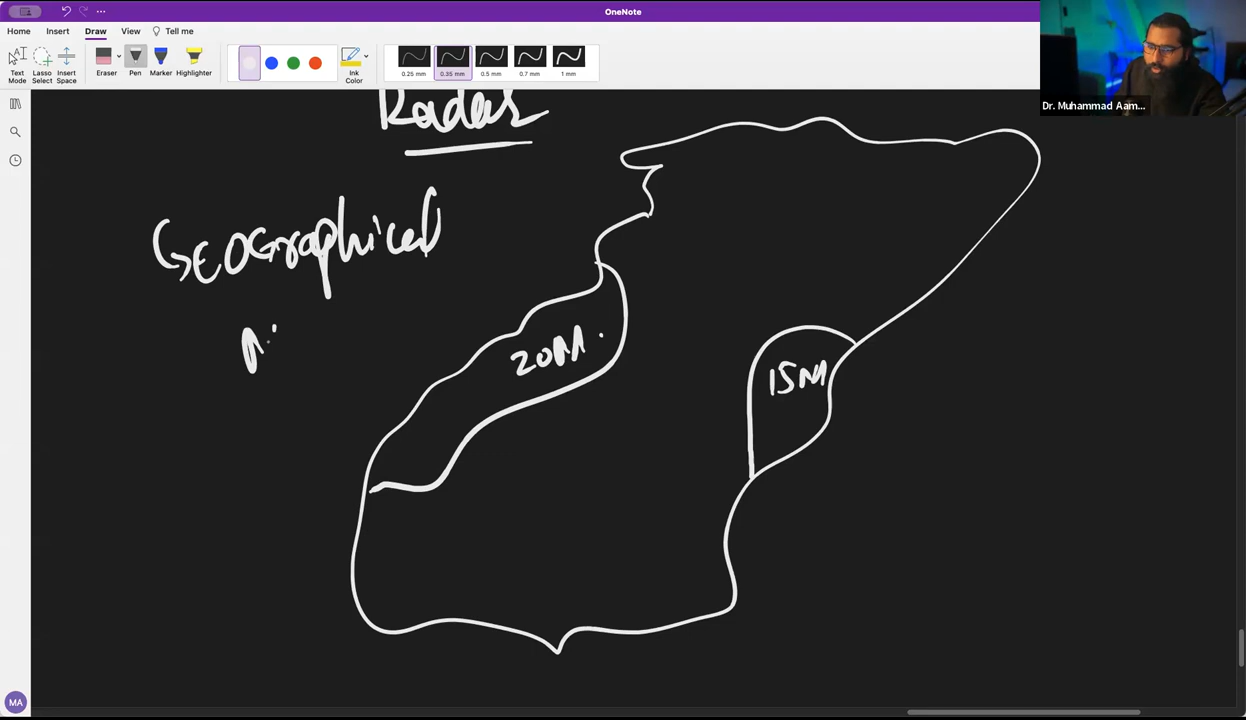 OneNote
Home Insert Draw View Tell me
Text Mode
Lasso Select
Insert Space
Eraser
Pen
Marker
Highlighter
Ink Color
0.25 mm
0.35 mm
0.5 mm
0.7 mm
1 mm
Dr. Muhammad Aam...
Radar
GEOGraphical
20M
15M
MA